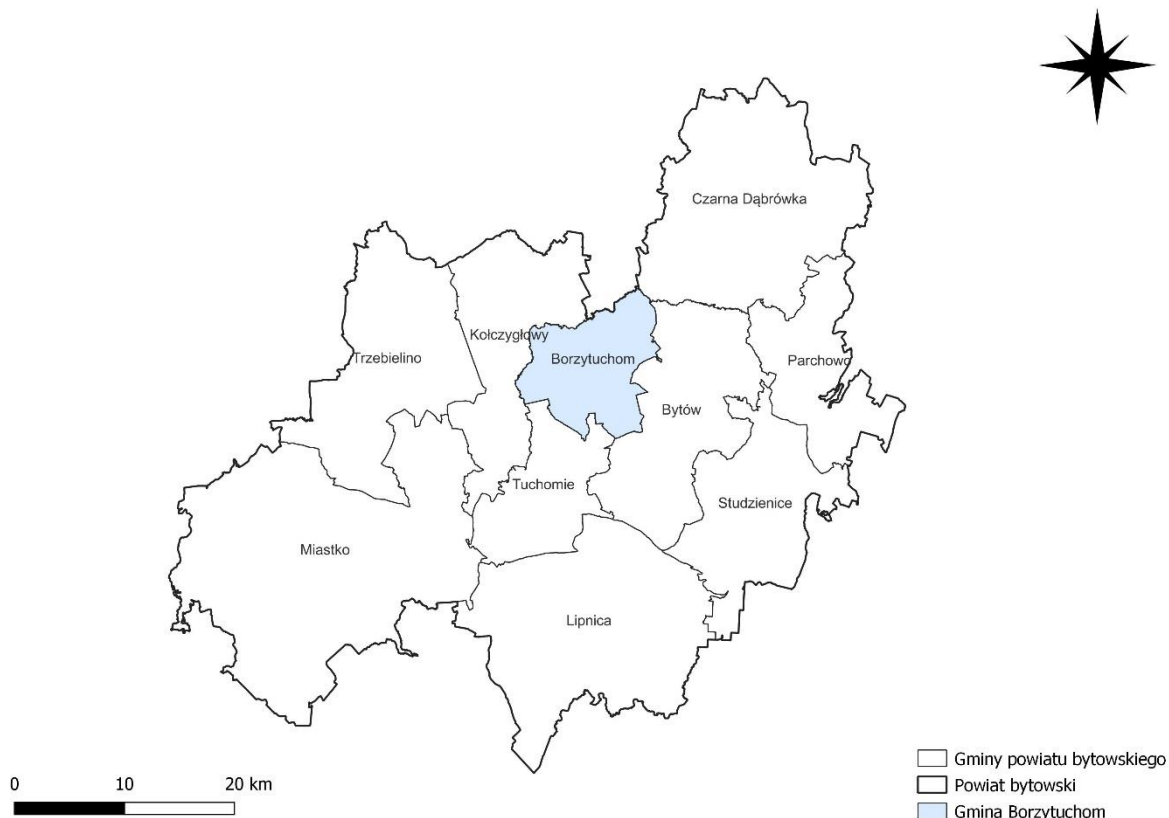 Czarna Dąbrówka
Kołczygłowy
Trzebielino
Borzytuchom
Parchowo
Bytów
Tuchomie
Studzienice
Miastko
Lipnica
0 10 20 km
Gminy powiatu bytowskiego
Powiat bytowski
Gmina Borzytuchom